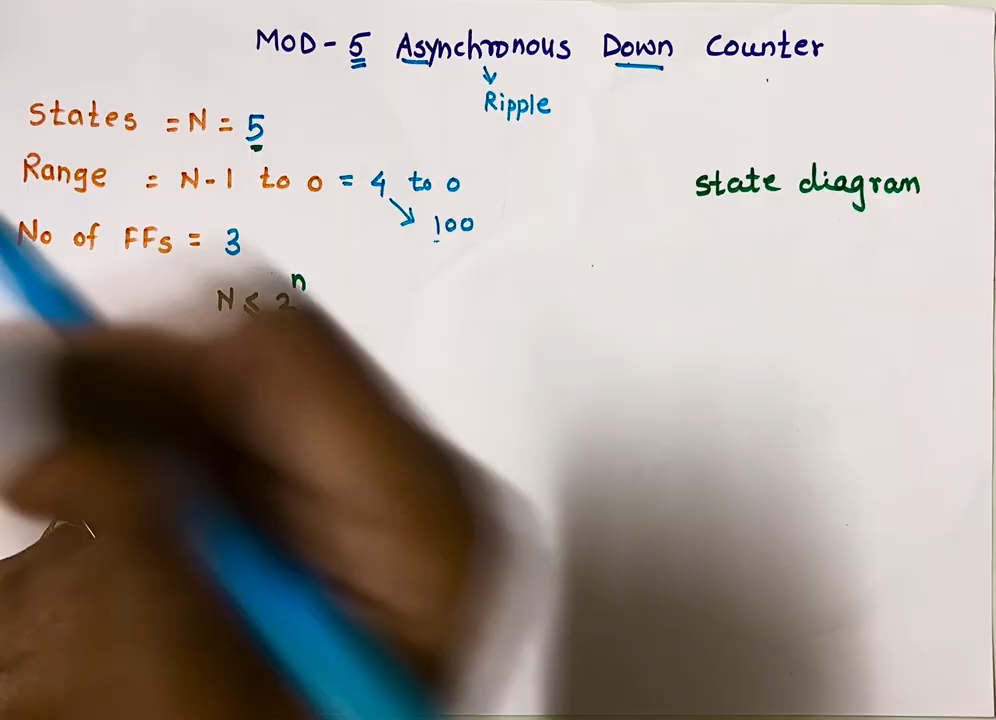 MOD-5 Asynchronous Down Counter
Ripple
States = N = 5
Range = N-1 to 0 = 4 to 0
state diagram
100
No of FFs = 3
N ≤ 2^n